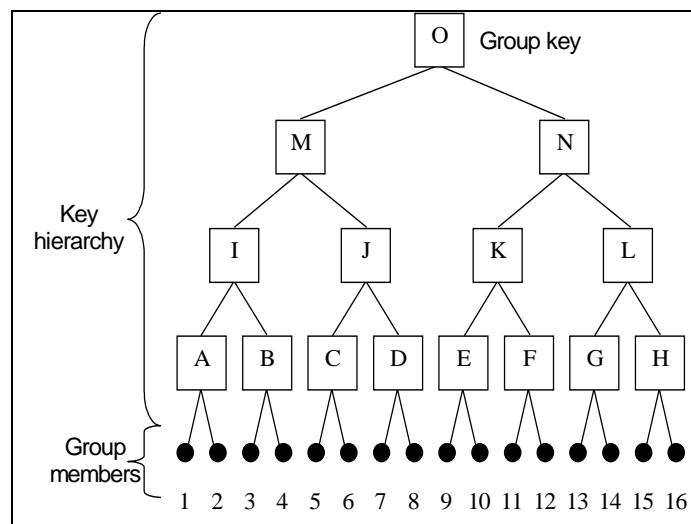 O Group key
M N
Key
hierarchy
I J K L
A B C D E F G H
Group
members
1 2 3 4 5 6 7 8 9 10 11 12 13 14 15 16